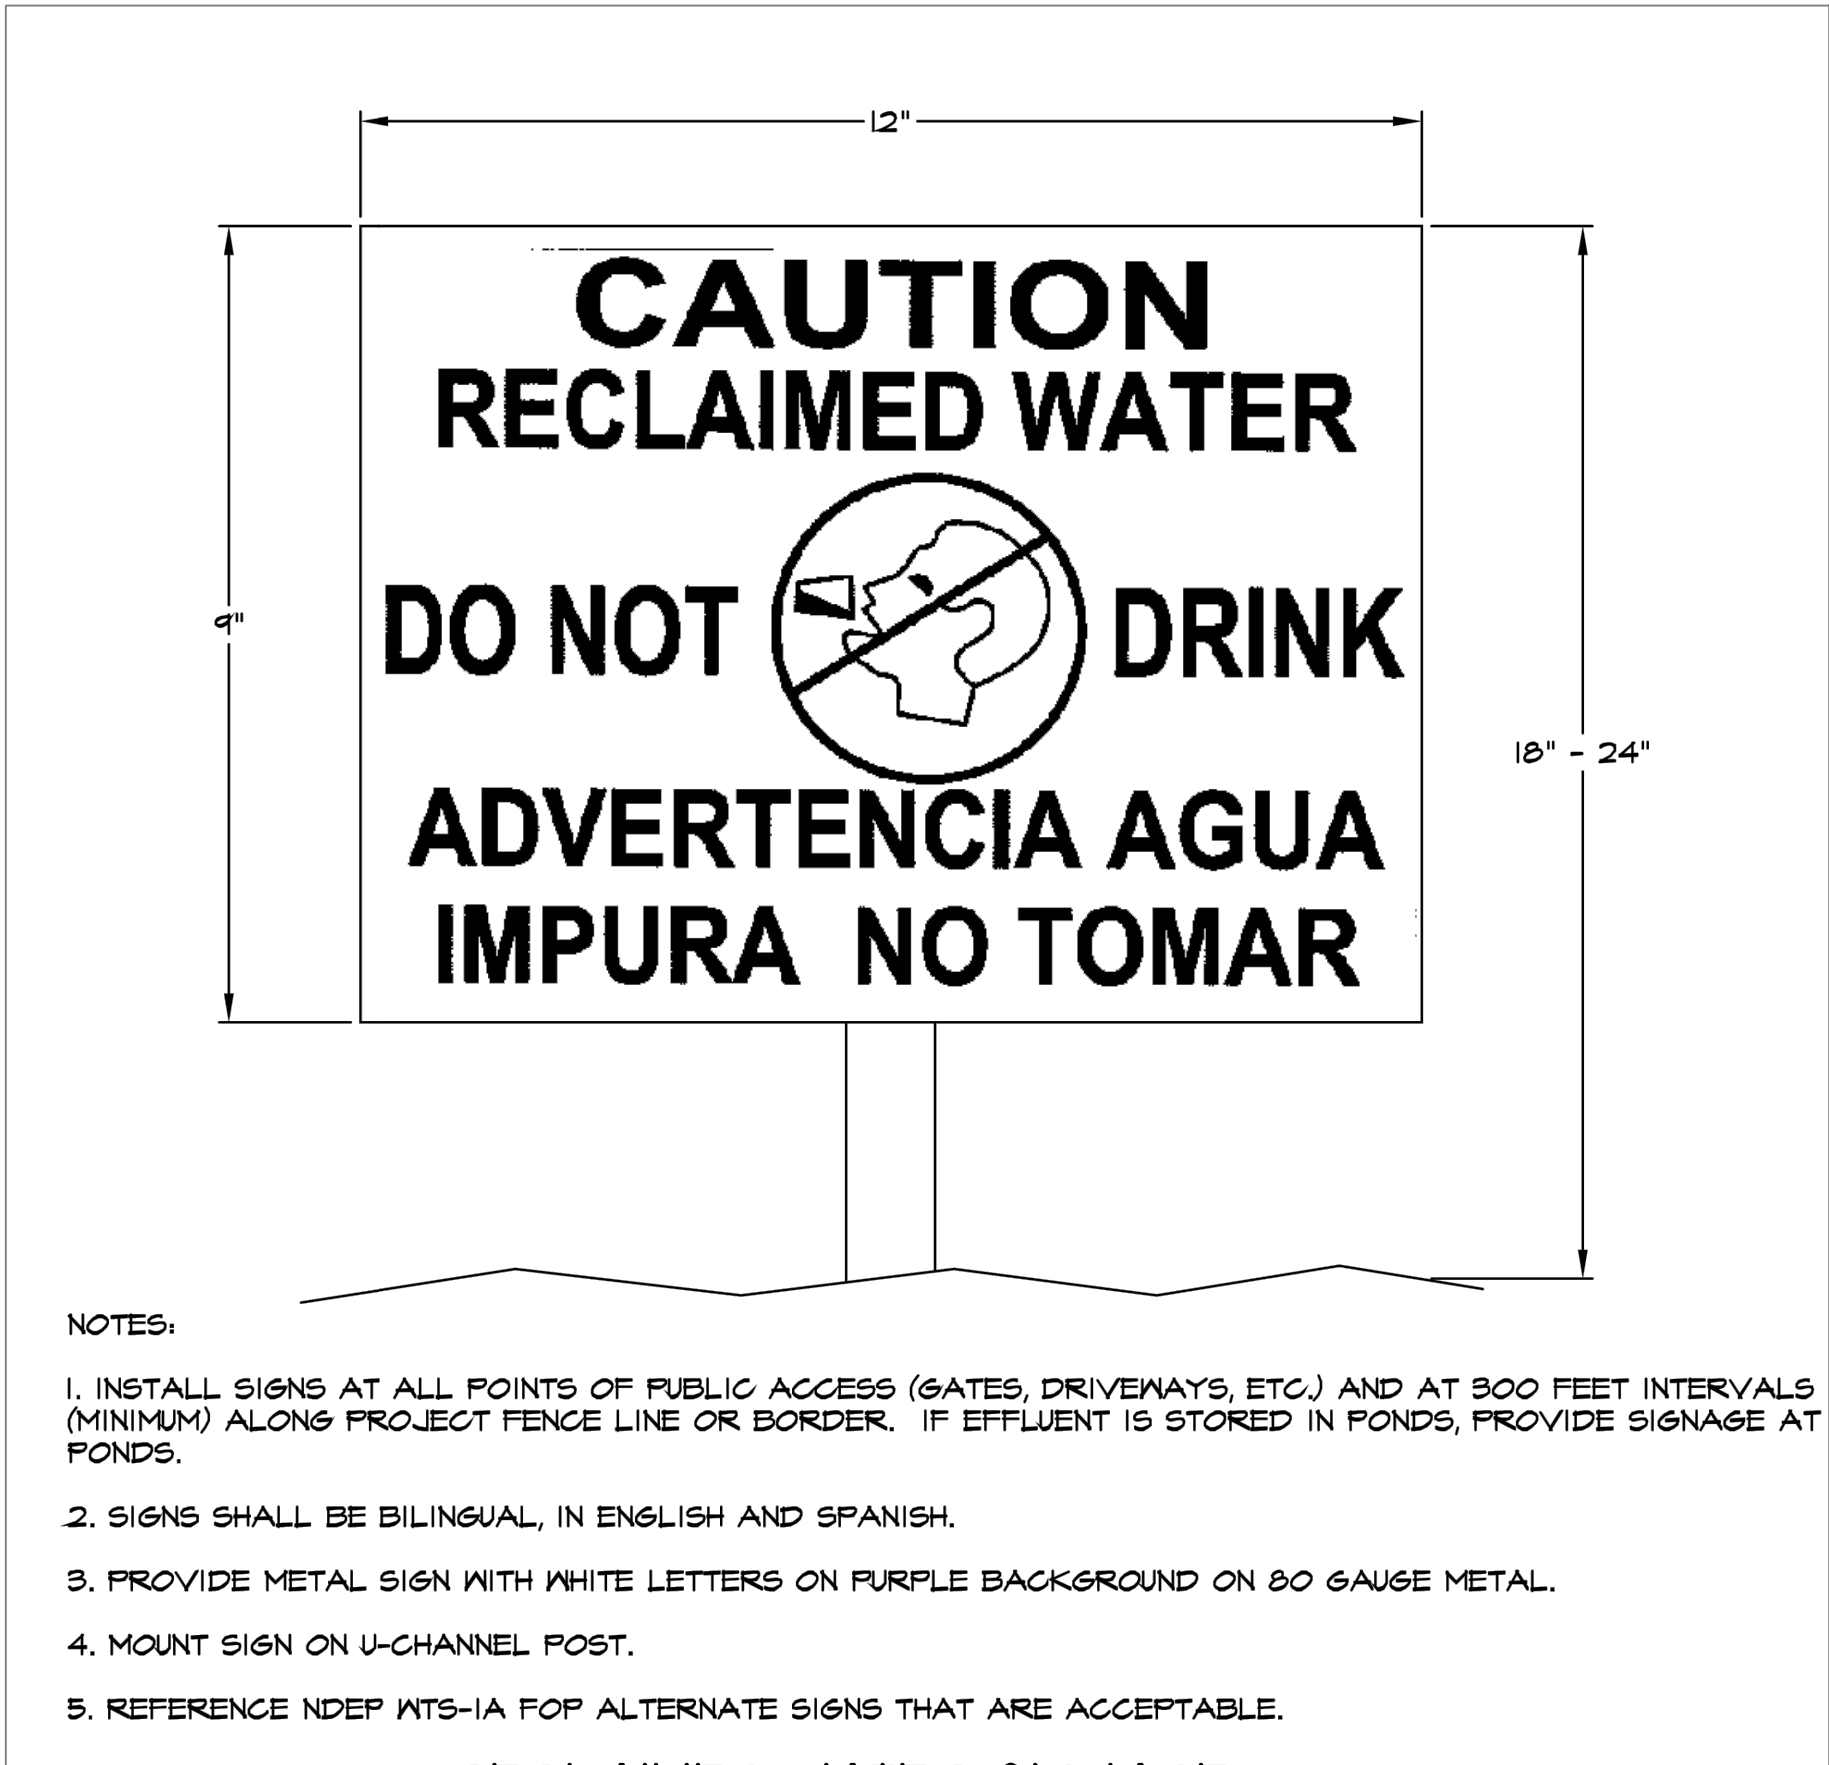 12"
CAUTION
RECLAIMED WATER
DO NOT DRINK
9"
18" - 24"
ADVERTENCIA AGUA
IMPURA NO TOMAR
NOTES:
1. INSTALL SIGNS AT ALL POINTS OF PUBLIC ACCESS (GATES, DRIVEWAYS, ETC.) AND AT 300 FEET INTERVALS
(MINIMUM) ALONG PROJECT FENCE LINE OR BORDER. IF EFFLUENT IS STORED IN PONDS, PROVIDE SIGNAGE AT
PONDS.
2. SIGNS SHALL BE BILINGUAL, IN ENGLISH AND SPANISH.
3. PROVIDE METAL SIGN WITH WHITE LETTERS ON PURPLE BACKGROUND ON 80 GAUGE METAL.
4. MOUNT SIGN ON U-CHANNEL POST.
5. REFERENCE NDEP WTS-1A FOP ALTERNATE SIGNS THAT ARE ACCEPTABLE.